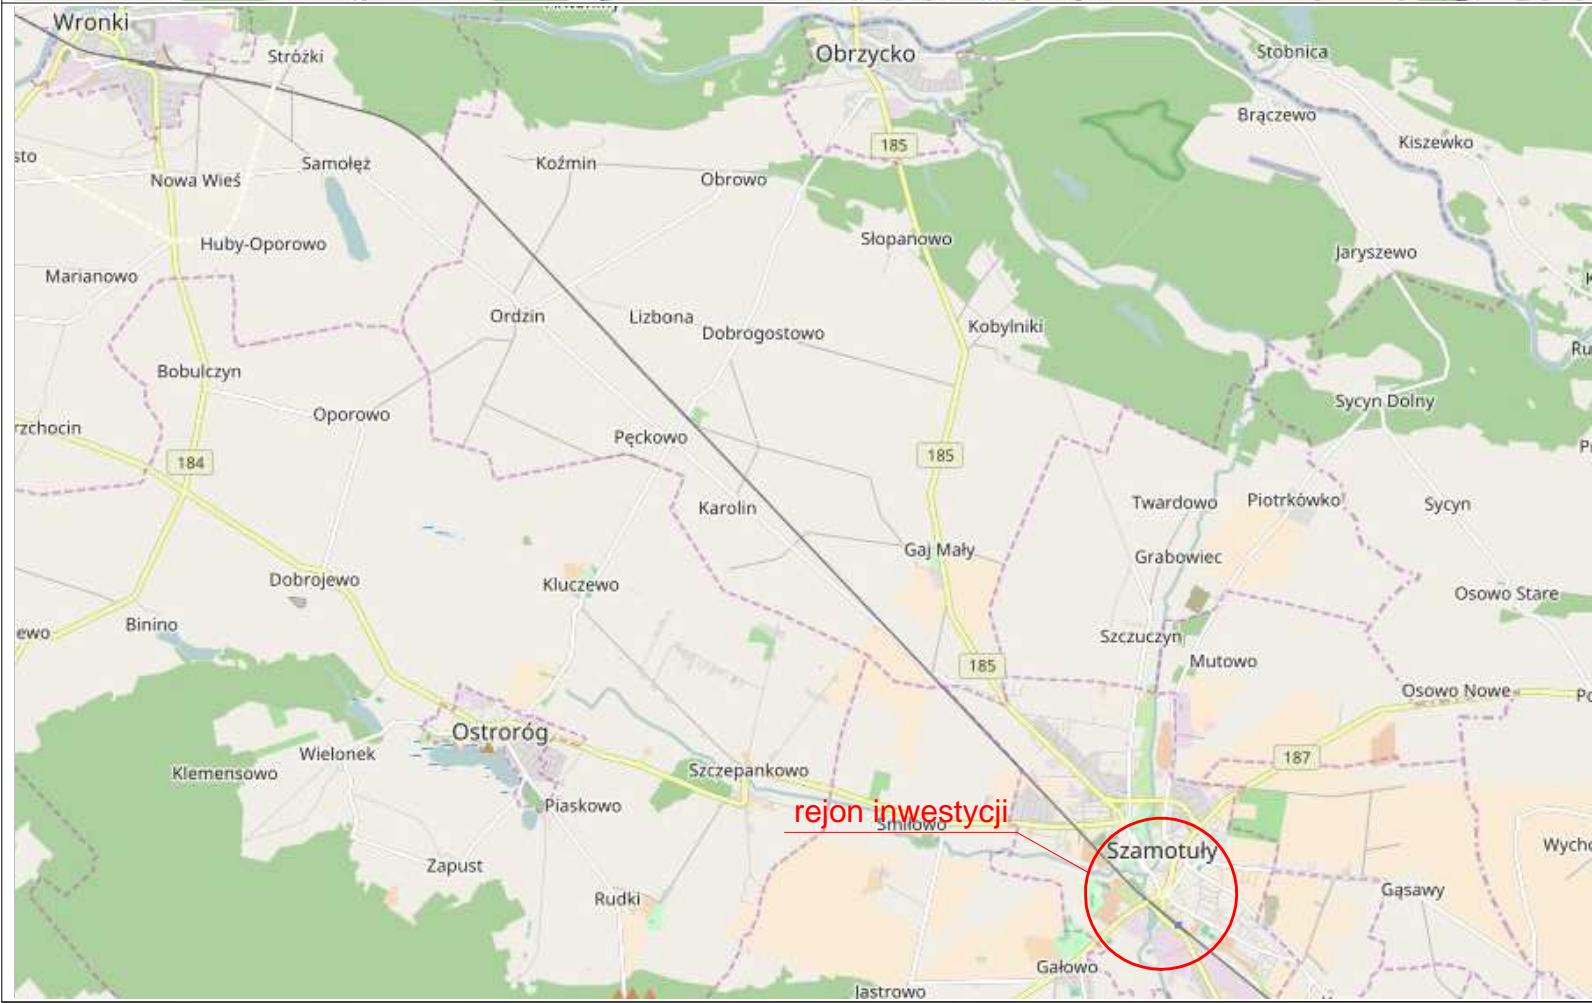 Wronki
Stróżki
Obrzycko
Stobnica
Brączewo
Kiszewko
185
sto
Samołęż
Koźmin
Nowa Wieś
Obrowo
Huby-Oporowo
Słopanowo
Jaryszewo
Marianowo
Ordzin
Lizbona
Dobrogostowo
Kobylniki
Ru
Bobulczyn
Oporowo
Sycyn Dolny
rzchocin
Pęckowo
184
185
Karolin
Twardowo
Piotrkówko
Sycyn
Gaj Mały
Grabowiec
Dobrojewo
Kluczewo
Osowo Stare
ewo
Binino
Szczuczyn
185
Mutowo
Osowo Nowe
Ostroróg
Wielonek
187
Klemensowo
Szczepankowo
Piaskowo
rejon inwestycji
Śmiłowo
Szamotuły
Wycho
Zapust
Gąsawy
Rudki
Gałowo
Jastrowo